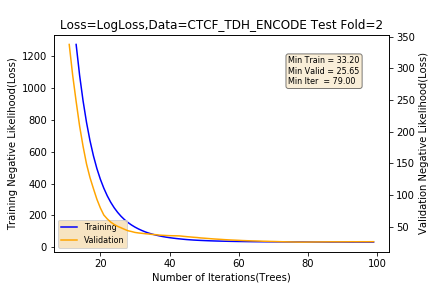 Loss=LogLoss,Data=CTCF_TDH_ENCODE Test Fold=2
Training Negative Likelihood(Loss)
1200
1000
800
600
400
200
0
Min Train = 33.20
Min Valid = 25.65
Min Iter  = 79.00
Training
Validation
350
300
250
200
150
100
50
Validation Negative Likelihood(Loss)
20
40
60
80
100
Number of Iterations(Trees)